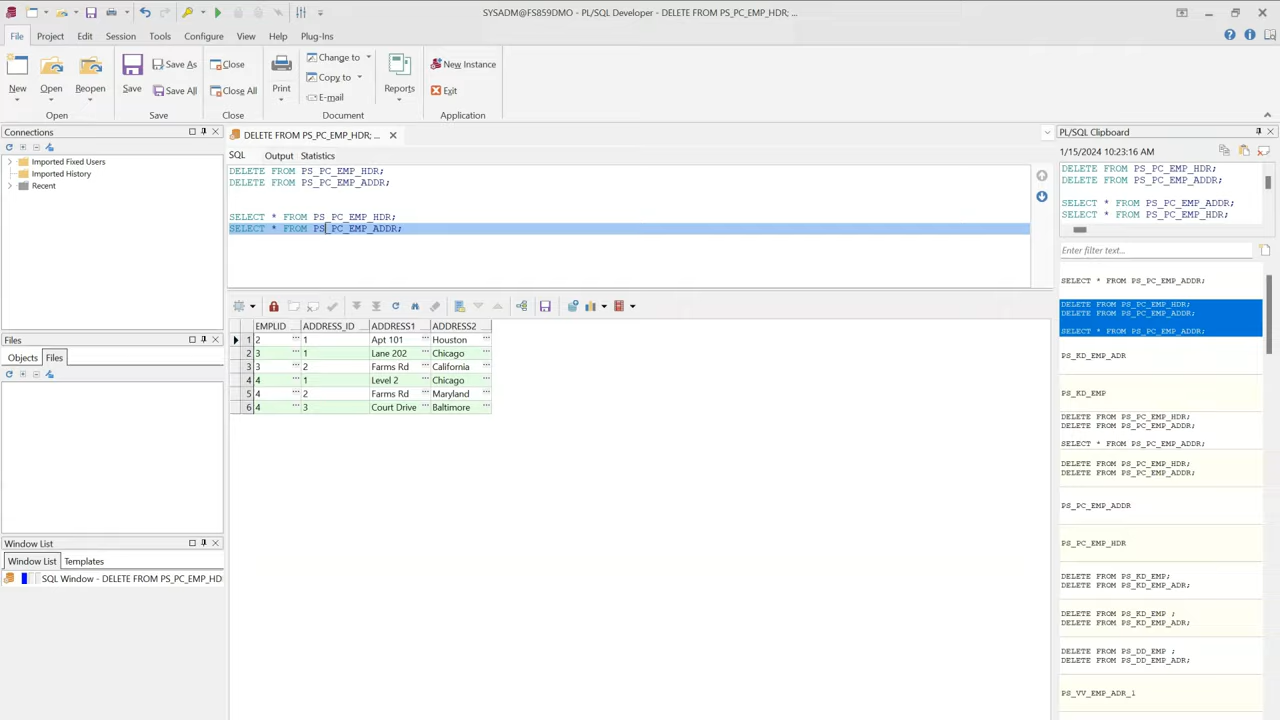 SYSADM@FS859DMO - PL/SQL Developer - DELETE FROM PS_PC_EMP_HDR; ...
File Project Edit Session Tools Configure View Help Plug-Ins
New Open Reopen Save Save As Save All Close Close All Print Change to Copy to E-mail Reports New Instance Exit
Open Save Close Document Application
Connections
Imported Fixed Users
Imported History
Recent
Files
Objects Files
Window List
Window List Templates
SQL Window - DELETE FROM PS_PC_EMP_HD
DELETE FROM PS_PC_EMP_HDR; ...
SQL Output Statistics
DELETE FROM PS_PC_EMP_HDR;
DELETE FROM PS_PC_EMP_ADDR;
SELECT * FROM PS_PC_EMP_HDR;
SELECT * FROM PS_PC_EMP_ADDR;
EMPLID ADDRESS_ID ADDRESS1 ADDRESS2
1 2 ... 1 Apt 101 ... Houston ...
2 3 ... 1 Lane 202 ... Chicago ...
3 3 ... 2 Farms Rd ... California ...
4 4 ... 1 Level 2 ... Chicago ...
5 4 ... 2 Farms Rd ... Maryland ...
6 4 ... 3 Court Drive ... Baltimore ...
PL/SQL Clipboard
1/15/2024 10:23:16 AM
DELETE FROM PS_PC_EMP_HDR;
DELETE FROM PS_PC_EMP_ADDR;
SELECT * FROM PS_PC_EMP_ADDR;
SELECT * FROM PS_PC_EMP_HDR;
Enter filter text...
SELECT * FROM PS_PC_EMP_ADDR;
DELETE FROM PS_PC_EMP_HDR;
DELETE FROM PS_PC_EMP_ADDR;
SELECT * FROM PS_PC_EMP_ADDR;
PS_KD_EMP_ADR
PS_KD_EMP
DELETE FROM PS_PC_EMP_HDR;
DELETE FROM PS_PC_EMP_ADDR;
SELECT * FROM PS_PC_EMP_ADDR;
DELETE FROM PS_PC_EMP_HDR;
DELETE FROM PS_PC_EMP_ADDR;
PS_PC_EMP_ADDR
PS_PC_EMP_HDR
DELETE FROM PS_KD_EMP;
DELETE FROM PS_KD_EMP_ADR;
DELETE FROM PS_KD_EMP ;
DELETE FROM PS_KD_EMP_ADR;
DELETE FROM PS_DD_EMP ;
DELETE FROM PS_DD_EMP_ADR;
PS_VV_EMP_ADR_1